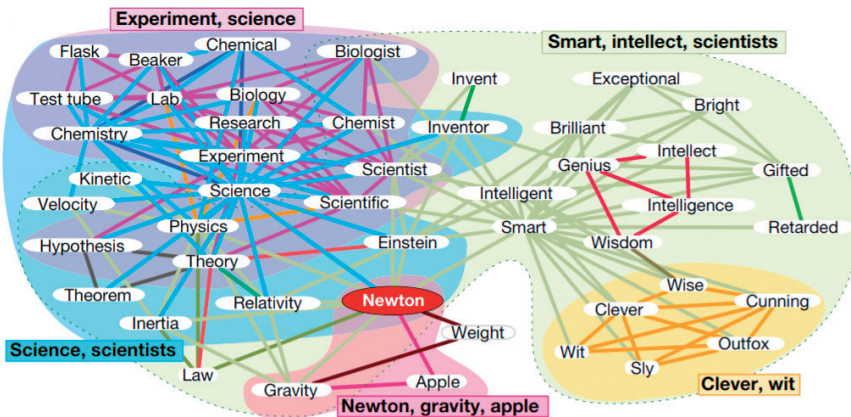 Experiment, science
Flask
Beaker
Chemical
Biologist
Smart, intellect, scientists
Invent
Exceptional
Test tube
Lab
Biology
Bright
Chemistry
Research
Chemist
Inventor
Brilliant
Experiment
Genius
Intellect
Kinetic
Scientist
Gifted
Science
Intelligent
Velocity
Scientific
Intelligence
Physics
Smart
Retarded
Hypothesis
Einstein
Wisdom
Theory
Theorem
Relativity
Newton
Wise
Cunning
Inertia
Weight
Clever
Science, scientists
Wit
Outfox
Law
Sly
Gravity
Apple
Clever, wit
Newton, gravity, apple